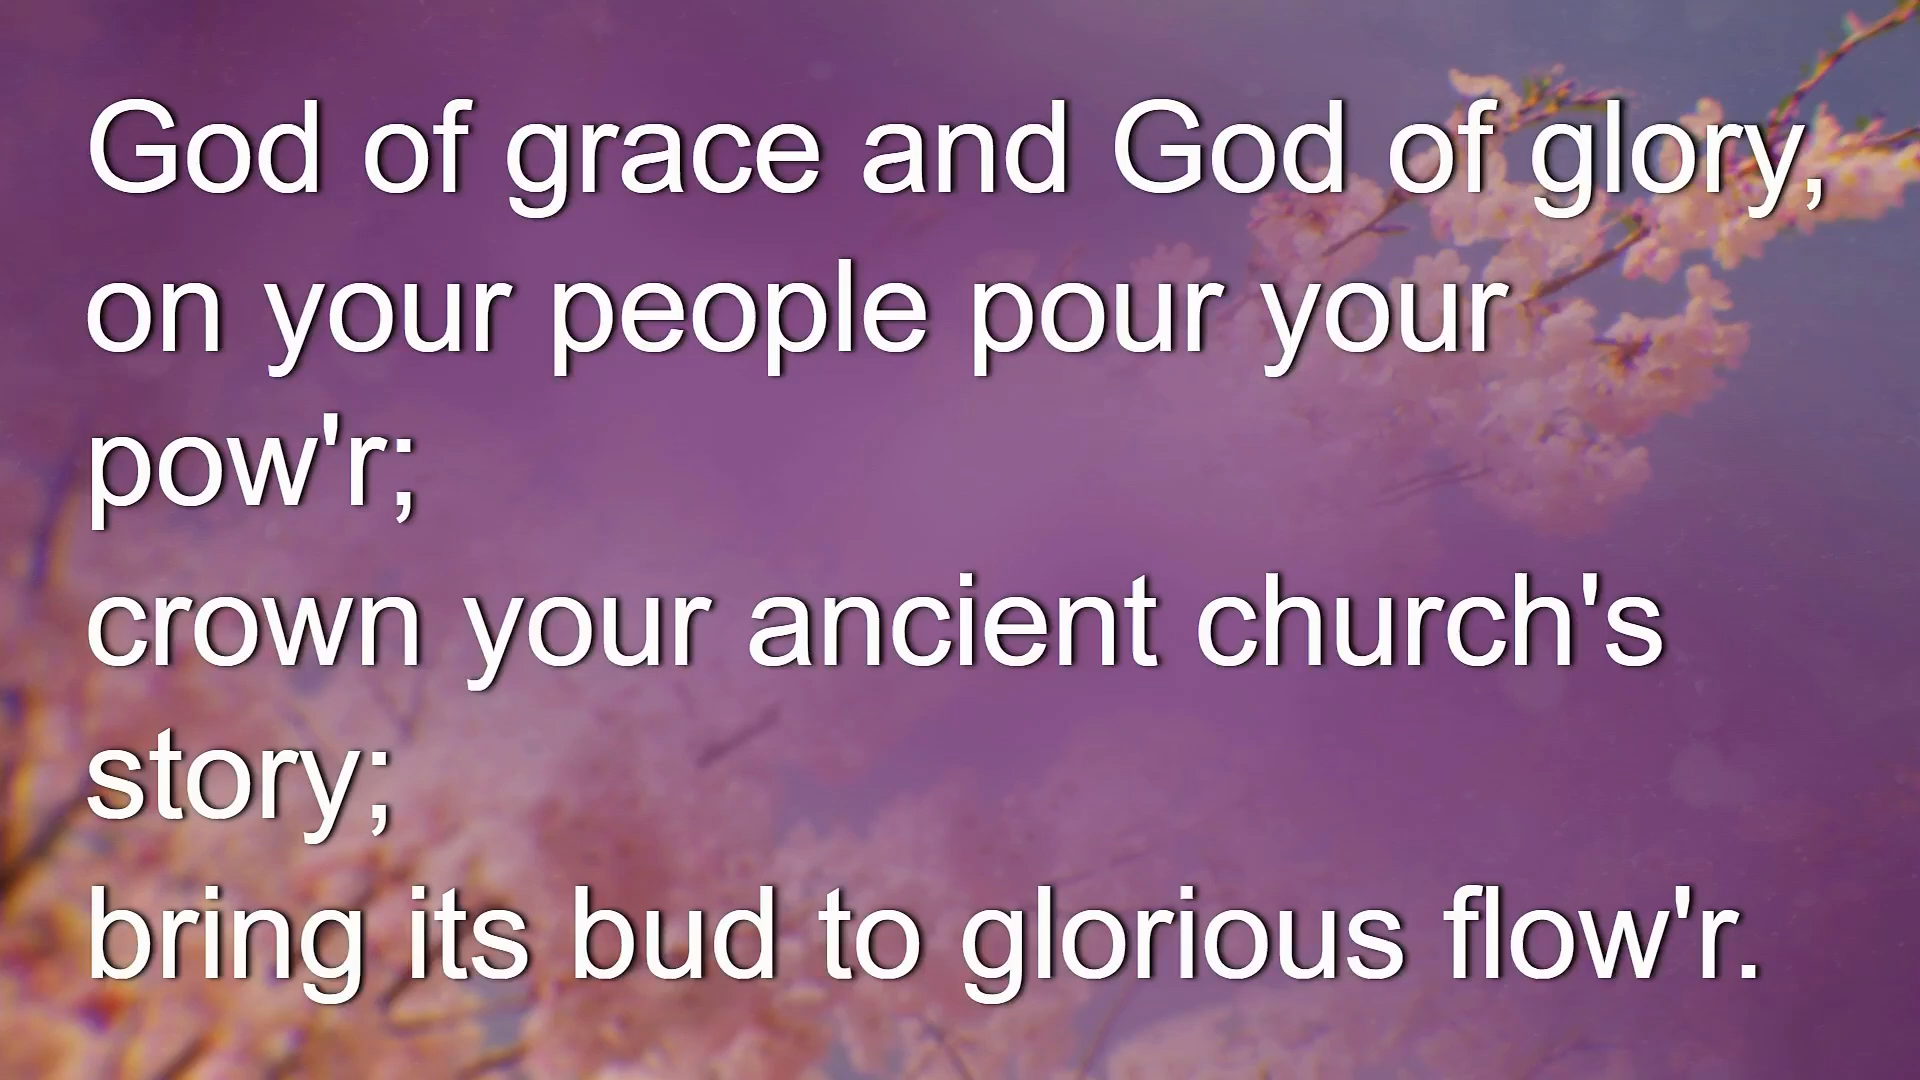 God of grace and God of glory,
on your people pour your
pow'r;
crown your ancient church's
story;
bring its bud to glorious flow'r.